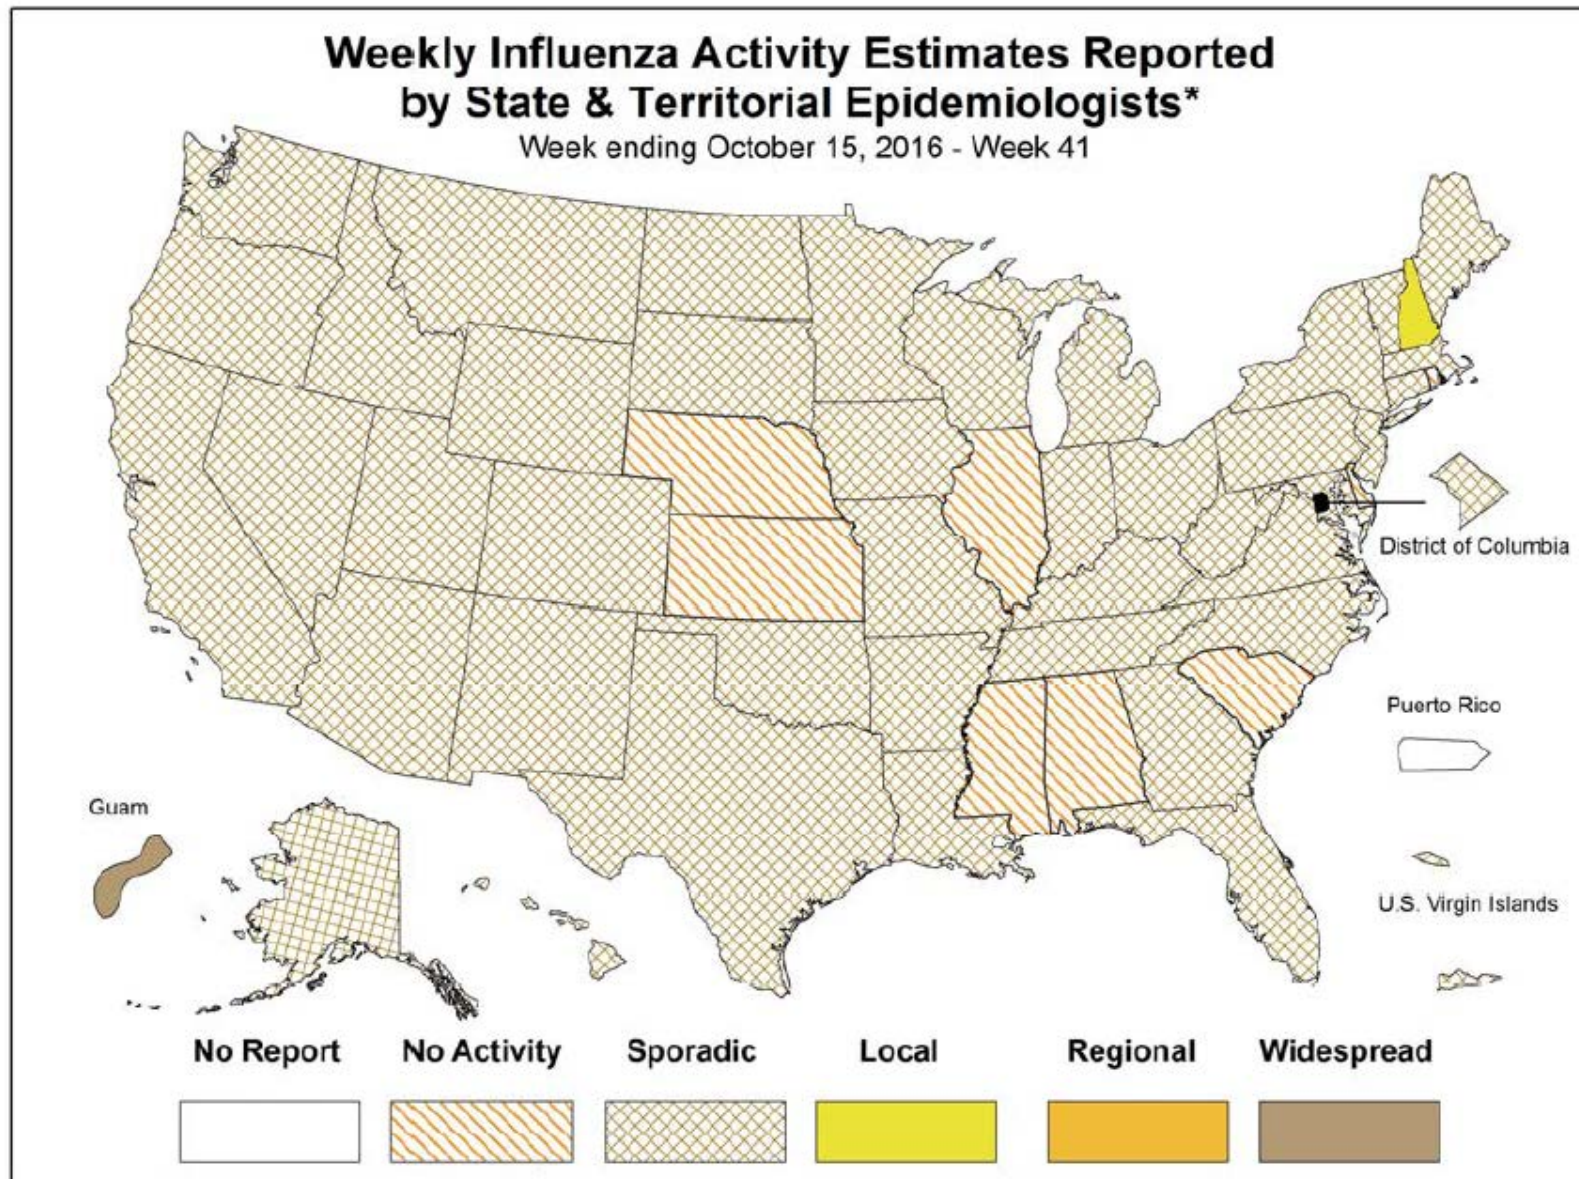 Weekly Influenza Activity Estimates Reported
by State & Territorial Epidemiologists*
Week ending October 15, 2016 - Week 41
District of Columbia
Puerto Rico
Guam
U.S. Virgin Islands
No Report
No Activity
Sporadic
Local
Regional
Widespread